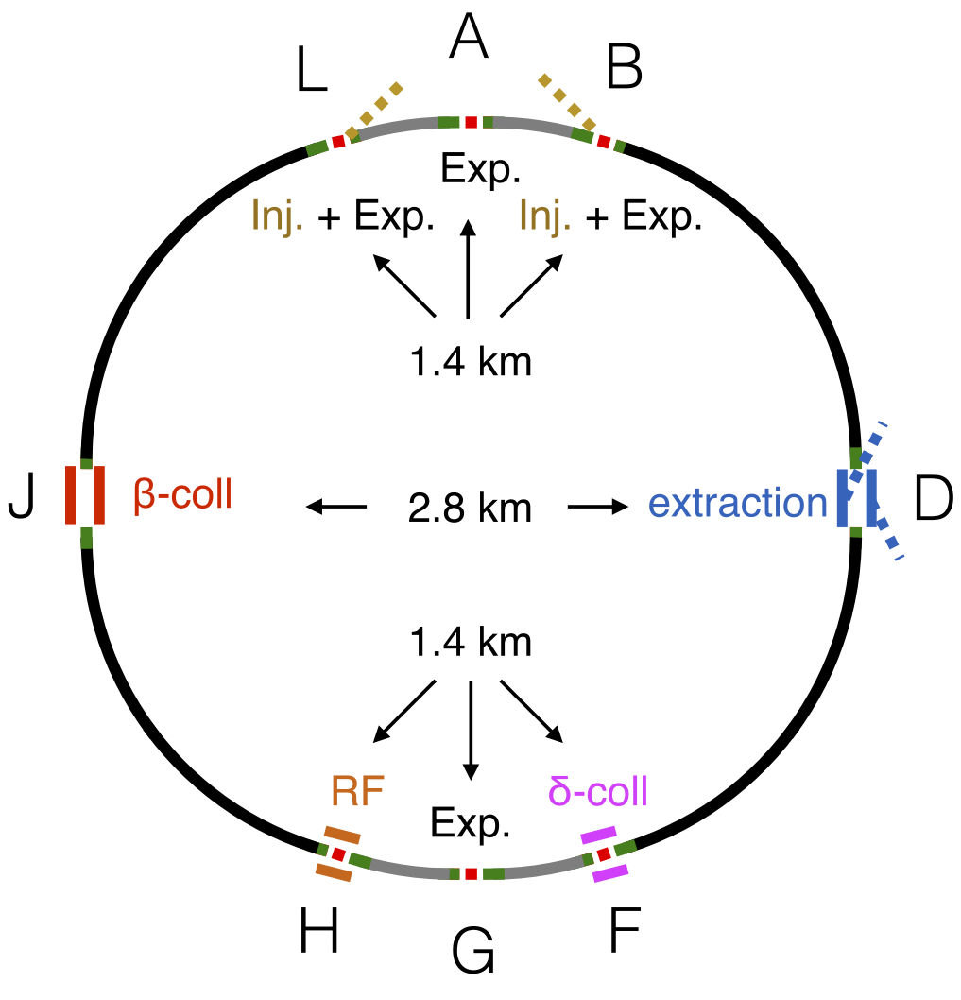 A
L
B
Exp.
Inj. + Exp.
Inj. + Exp.
1.4 km
J
β-coll
2.8 km
extraction
D
1.4 km
RF
δ-coll
Exp.
H
G
F